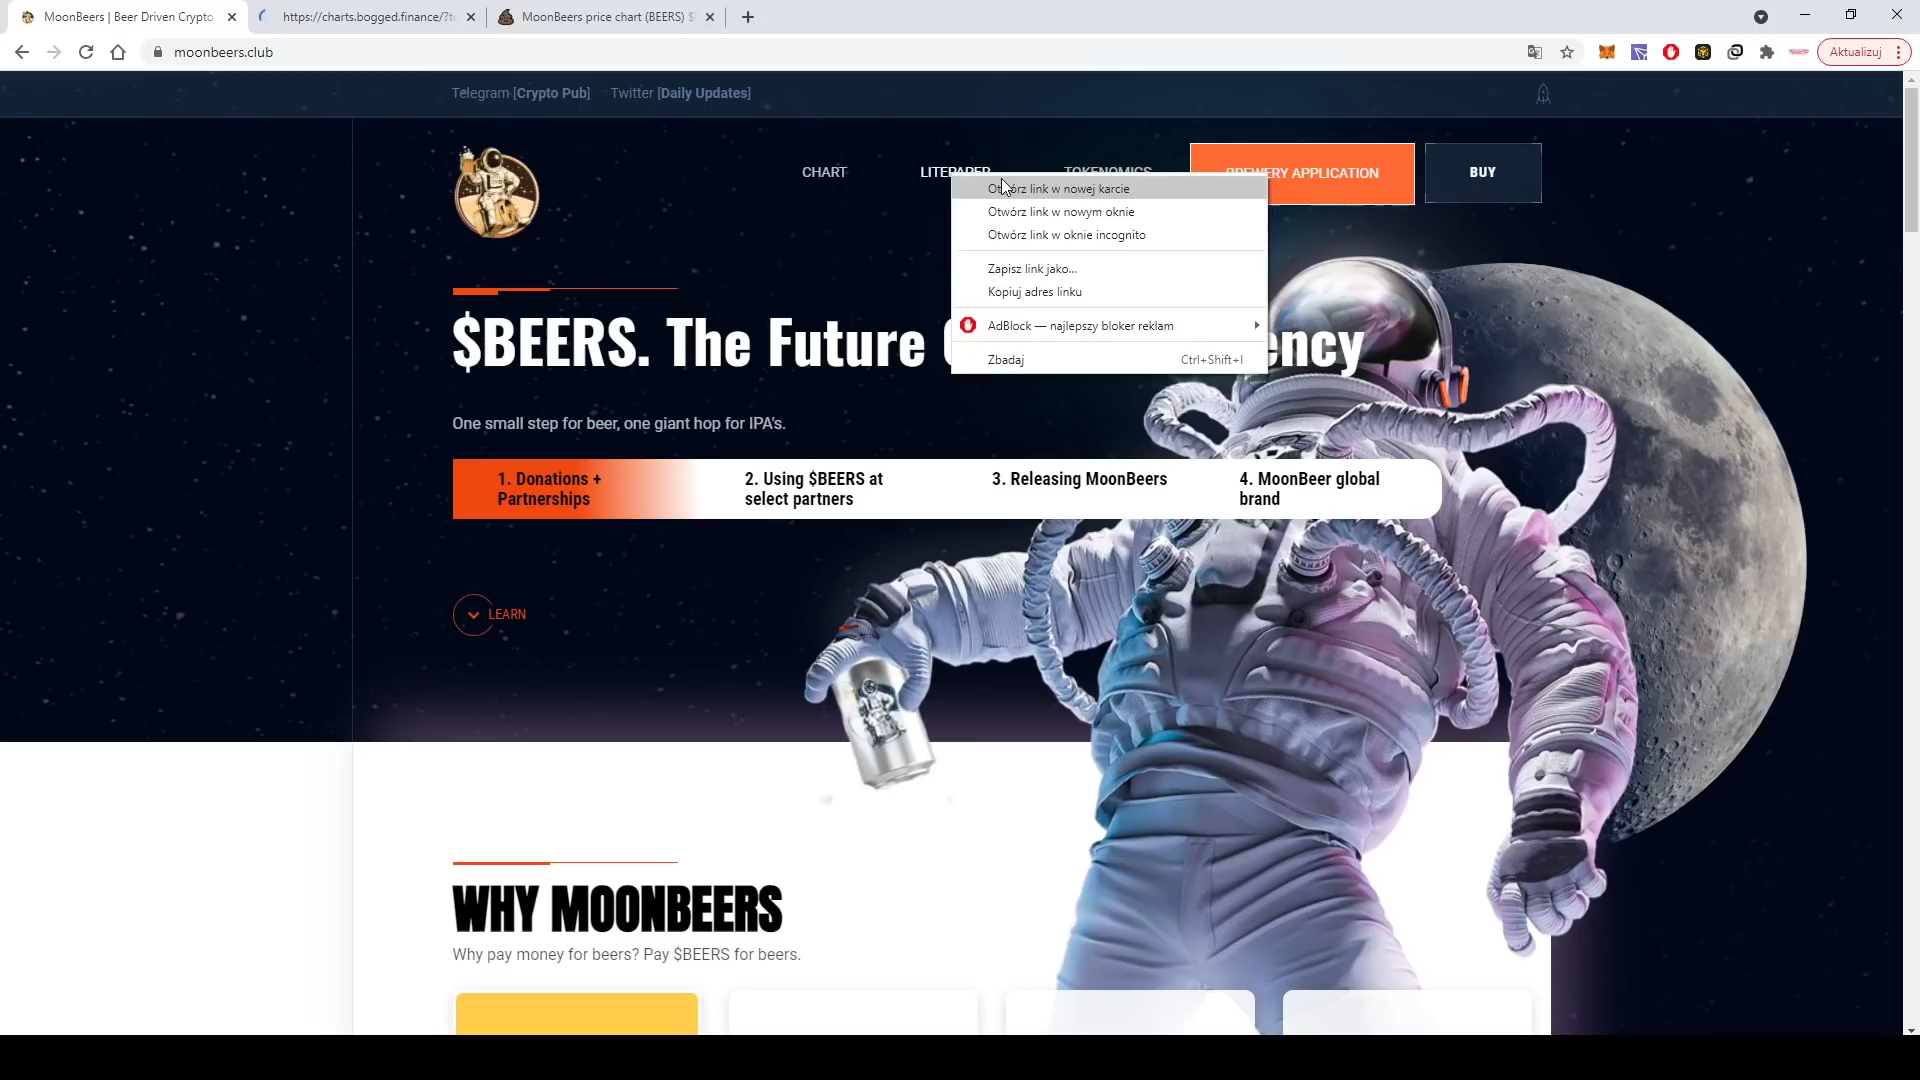 MoonBeers | Beer Driven Crypto
https://charts.bogged.finance/?to
MoonBeers price chart (BEERS) $
moonbeers.club
Aktualizuj
Telegram [Crypto Pub]
Twitter [Daily Updates]
CHART
LITEPAPER
TOKENOMICS
BREWERY APPLICATION
BUY
Otwórz link w nowej karcie
Otwórz link w nowym oknie
Otwórz link w oknie incognito
Zapisz link jako...
Kopiuj adres linku
AdBlock — najlepszy bloker reklam
Zbadaj Ctrl+Shift+I
$BEERS. The Future ency
One small step for beer, one giant hop for IPA's.
1. Donations +
Partnerships
2. Using $BEERS at
select partners
3. Releasing MoonBeers
4. MoonBeer global
brand
LEARN
WHY MOONBEERS
Why pay money for beers? Pay $BEERS for beers.